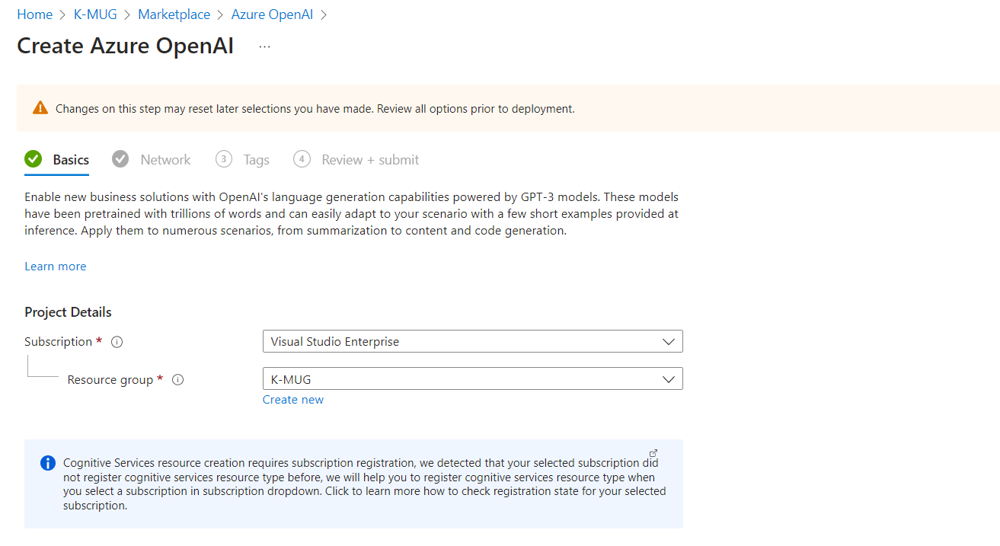 Home > K-MUG > Marketplace > Azure OpenAI >
Create Azure OpenAI ...
Changes on this step may reset later selections you have made. Review all options prior to deployment.
Basics Network 3 Tags 4 Review + submit
Enable new business solutions with OpenAI's language generation capabilities powered by GPT-3 models. These models
have been pretrained with trillions of words and can easily adapt to your scenario with a few short examples provided at
inference. Apply them to numerous scenarios, from summarization to content and code generation.
Learn more
Project Details
Subscription * Visual Studio Enterprise
Resource group * K-MUG
Create new
Cognitive Services resource creation requires subscription registration, we detected that your selected subscription did
not register cognitive services resource type before, we will help you to register cognitive services resource type when
you select a subscription in subscription dropdown. Click to learn more how to check registration state for your selected
subscription.